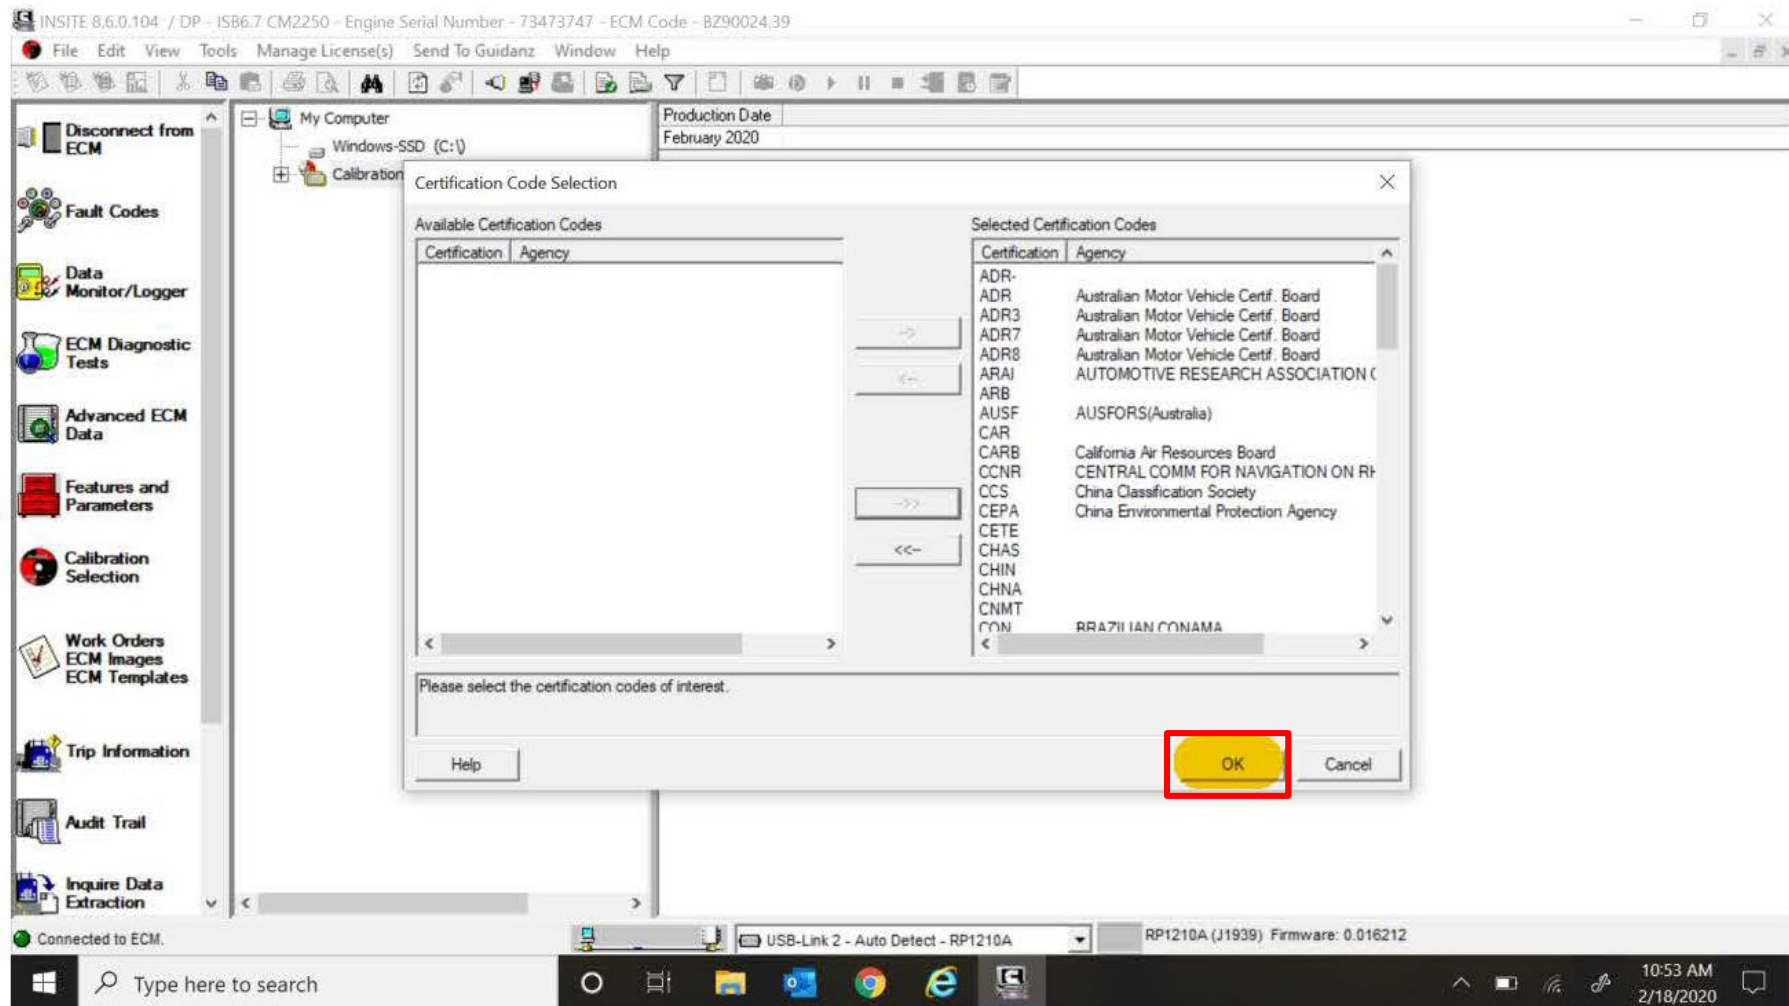 INSITE 8.6.0.104 / DP - ISB6.7 CM2250 - Engine Serial Number - 73473747 - ECM Code - BZ90024.39
File Edit View Tools Manage License(s) Send To Guidanz Window Help
Disconnect from
ECM
Fault Codes
Data
Monitor/Logger
ECM Diagnostic
Tests
Advanced ECM
Data
Features and
Parameters
Calibration
Selection
Work Orders
ECM Images
ECM Templates
Trip Information
Audit Trail
Inquire Data
Extraction
My Computer
Windows-SSD (C:\)
Calibration
Production Date
February 2020
Certification Code Selection
Available Certification Codes
Certification Agency
-->
<--
-->>
<<--
Selected Certification Codes
Certification Agency
ADR-
ADR Australian Motor Vehicle Certif. Board
ADR3 Australian Motor Vehicle Certif. Board
ADR7 Australian Motor Vehicle Certif. Board
ADR8 Australian Motor Vehicle Certif. Board
ARAI AUTOMOTIVE RESEARCH ASSOCIATION
ARB
AUSF AUSFORS(Australia)
CAR
CARB California Air Resources Board
CCNR CENTRAL COMM FOR NAVIGATION ON RH
CCS China Classification Society
CEPA China Environmental Protection Agency
CETE
CHAS
CHIN
CHNA
CNMT
CON BRAZILIAN CONAMA
Please select the certification codes of interest.
Help OK Cancel
Connected to ECM.
USB-Link 2 - Auto Detect - RP1210A
RP1210A (J1939) Firmware: 0.016212
Type here to search
10:53 AM
2/18/2020